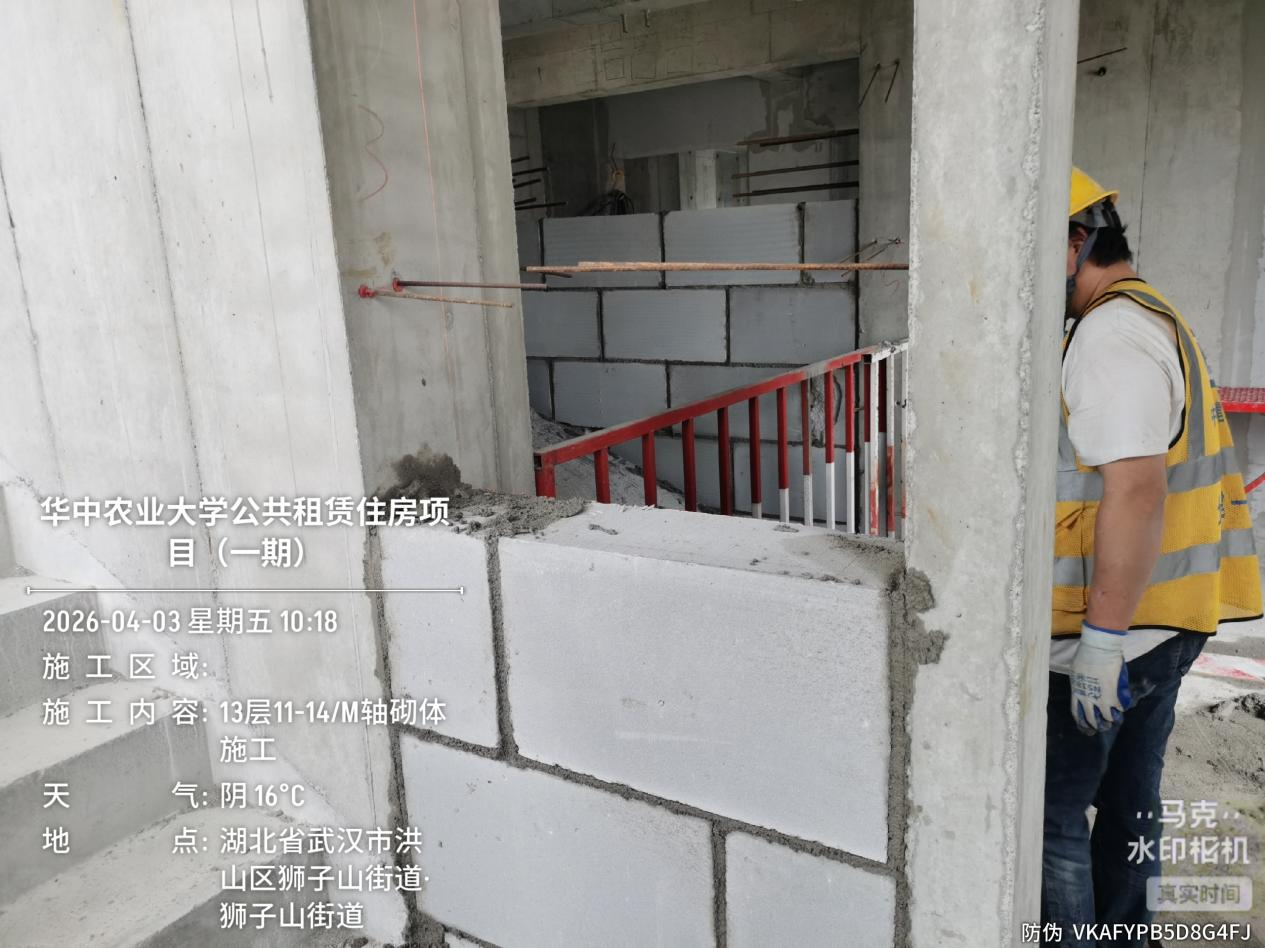 华中农业大学公共租赁住房项
目（一期）
2026-04-03 星期五 10:18
施工区域:
施工内容: 13层11-14/M轴砌体
施工
天气: 阴 16°C
地点: 湖北省武汉市洪
山区狮子山街道·
狮子山街道
马克
水印相机
真实时间
防伪 VKAFYPB5D8G4FJ